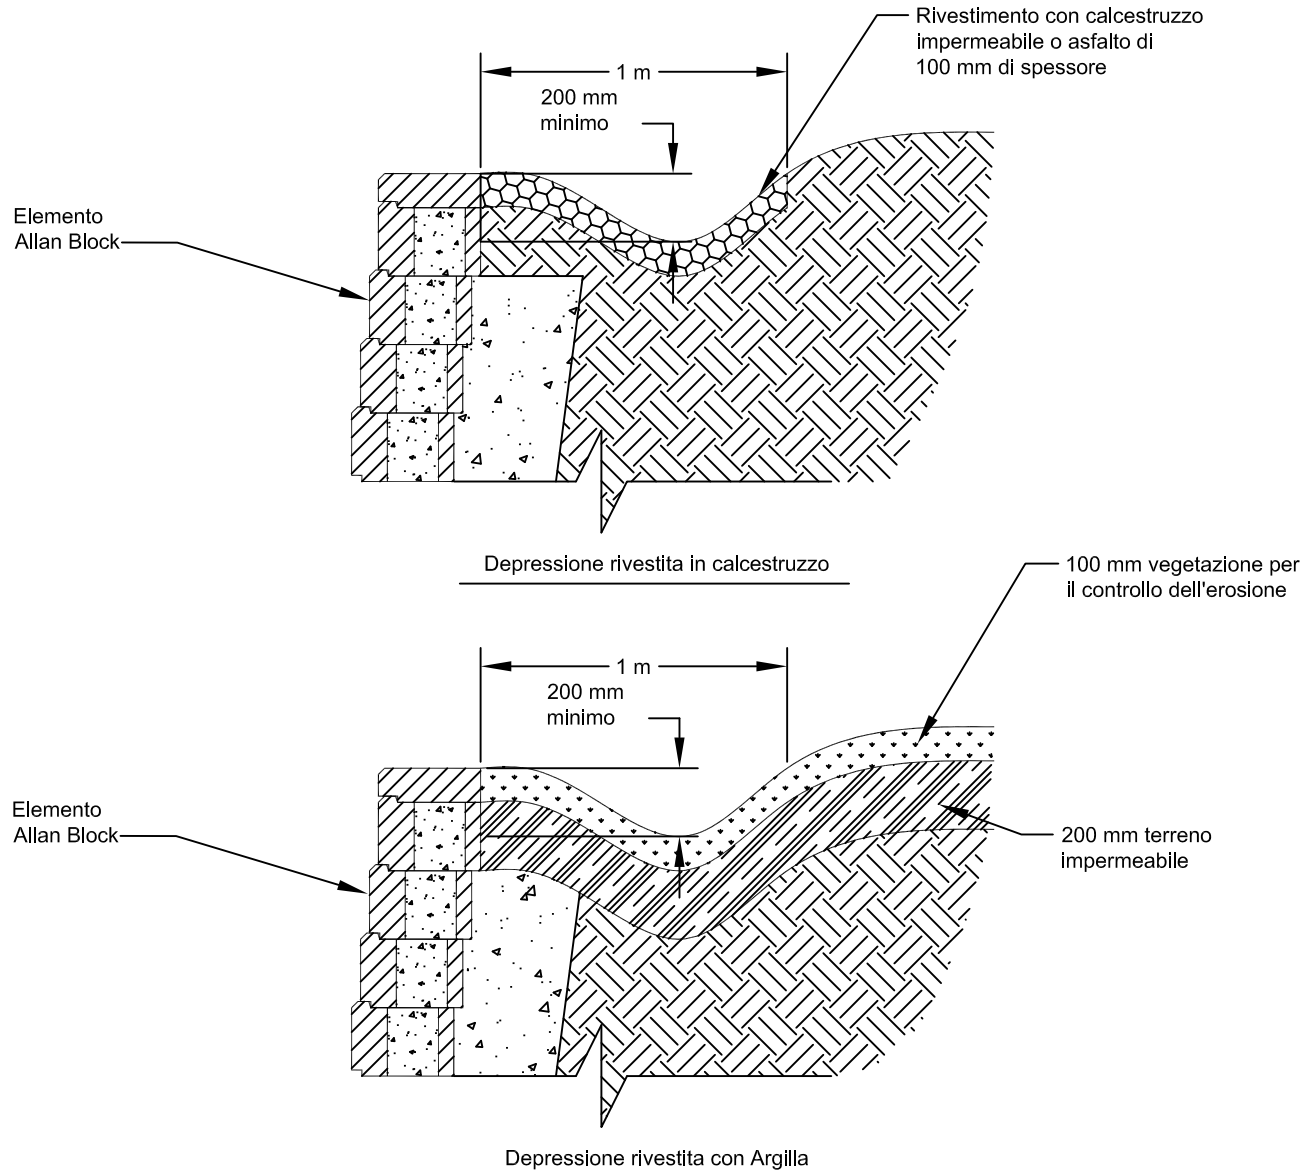 Rivestimento con calcestruzzo
impermeabile o asfalto di
100 mm di spessore
1 m
200 mm
minimo
Elemento
Allan Block
Depressione rivestita in calcestruzzo
100 mm vegetazione per
il controllo dell'erosione
1 m
200 mm
minimo
Elemento
Allan Block
200 mm terreno
impermeabile
Depressione rivestita con Argilla